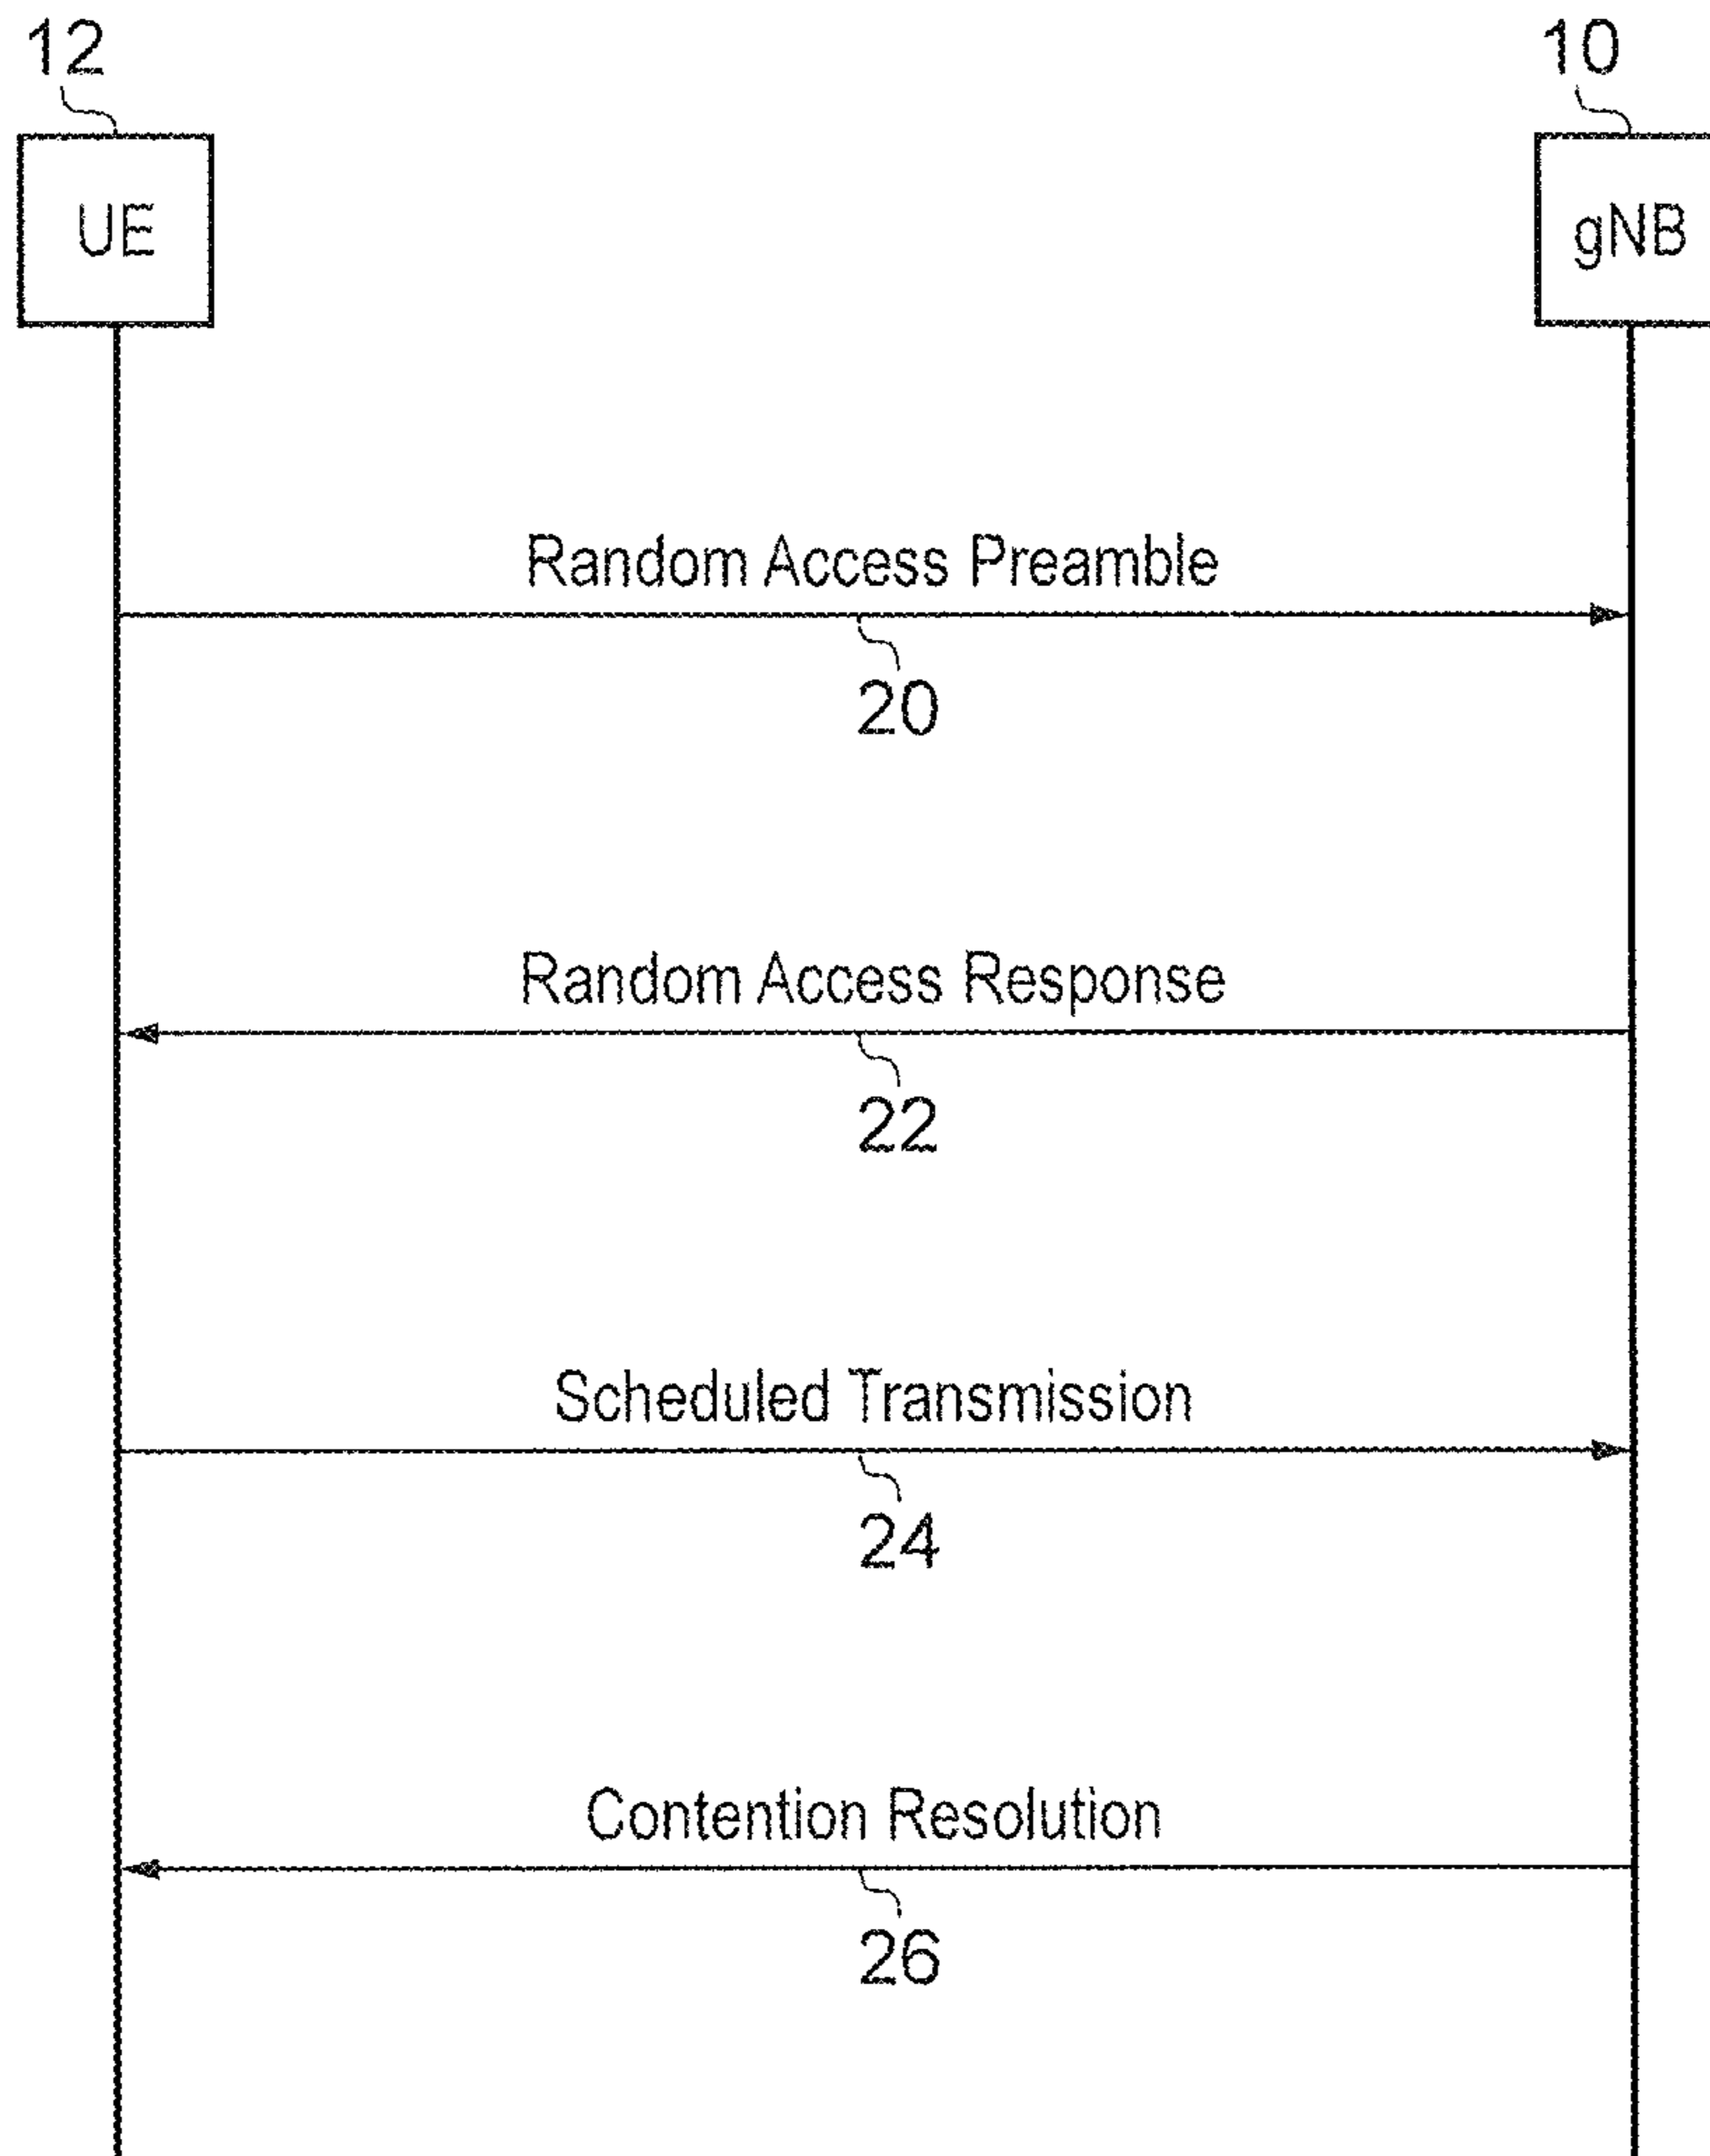 12
10
UE
gNB
Random Access Preamble
20
Random Access Response
22
Scheduled Transmission
24
Contention Resolution
26